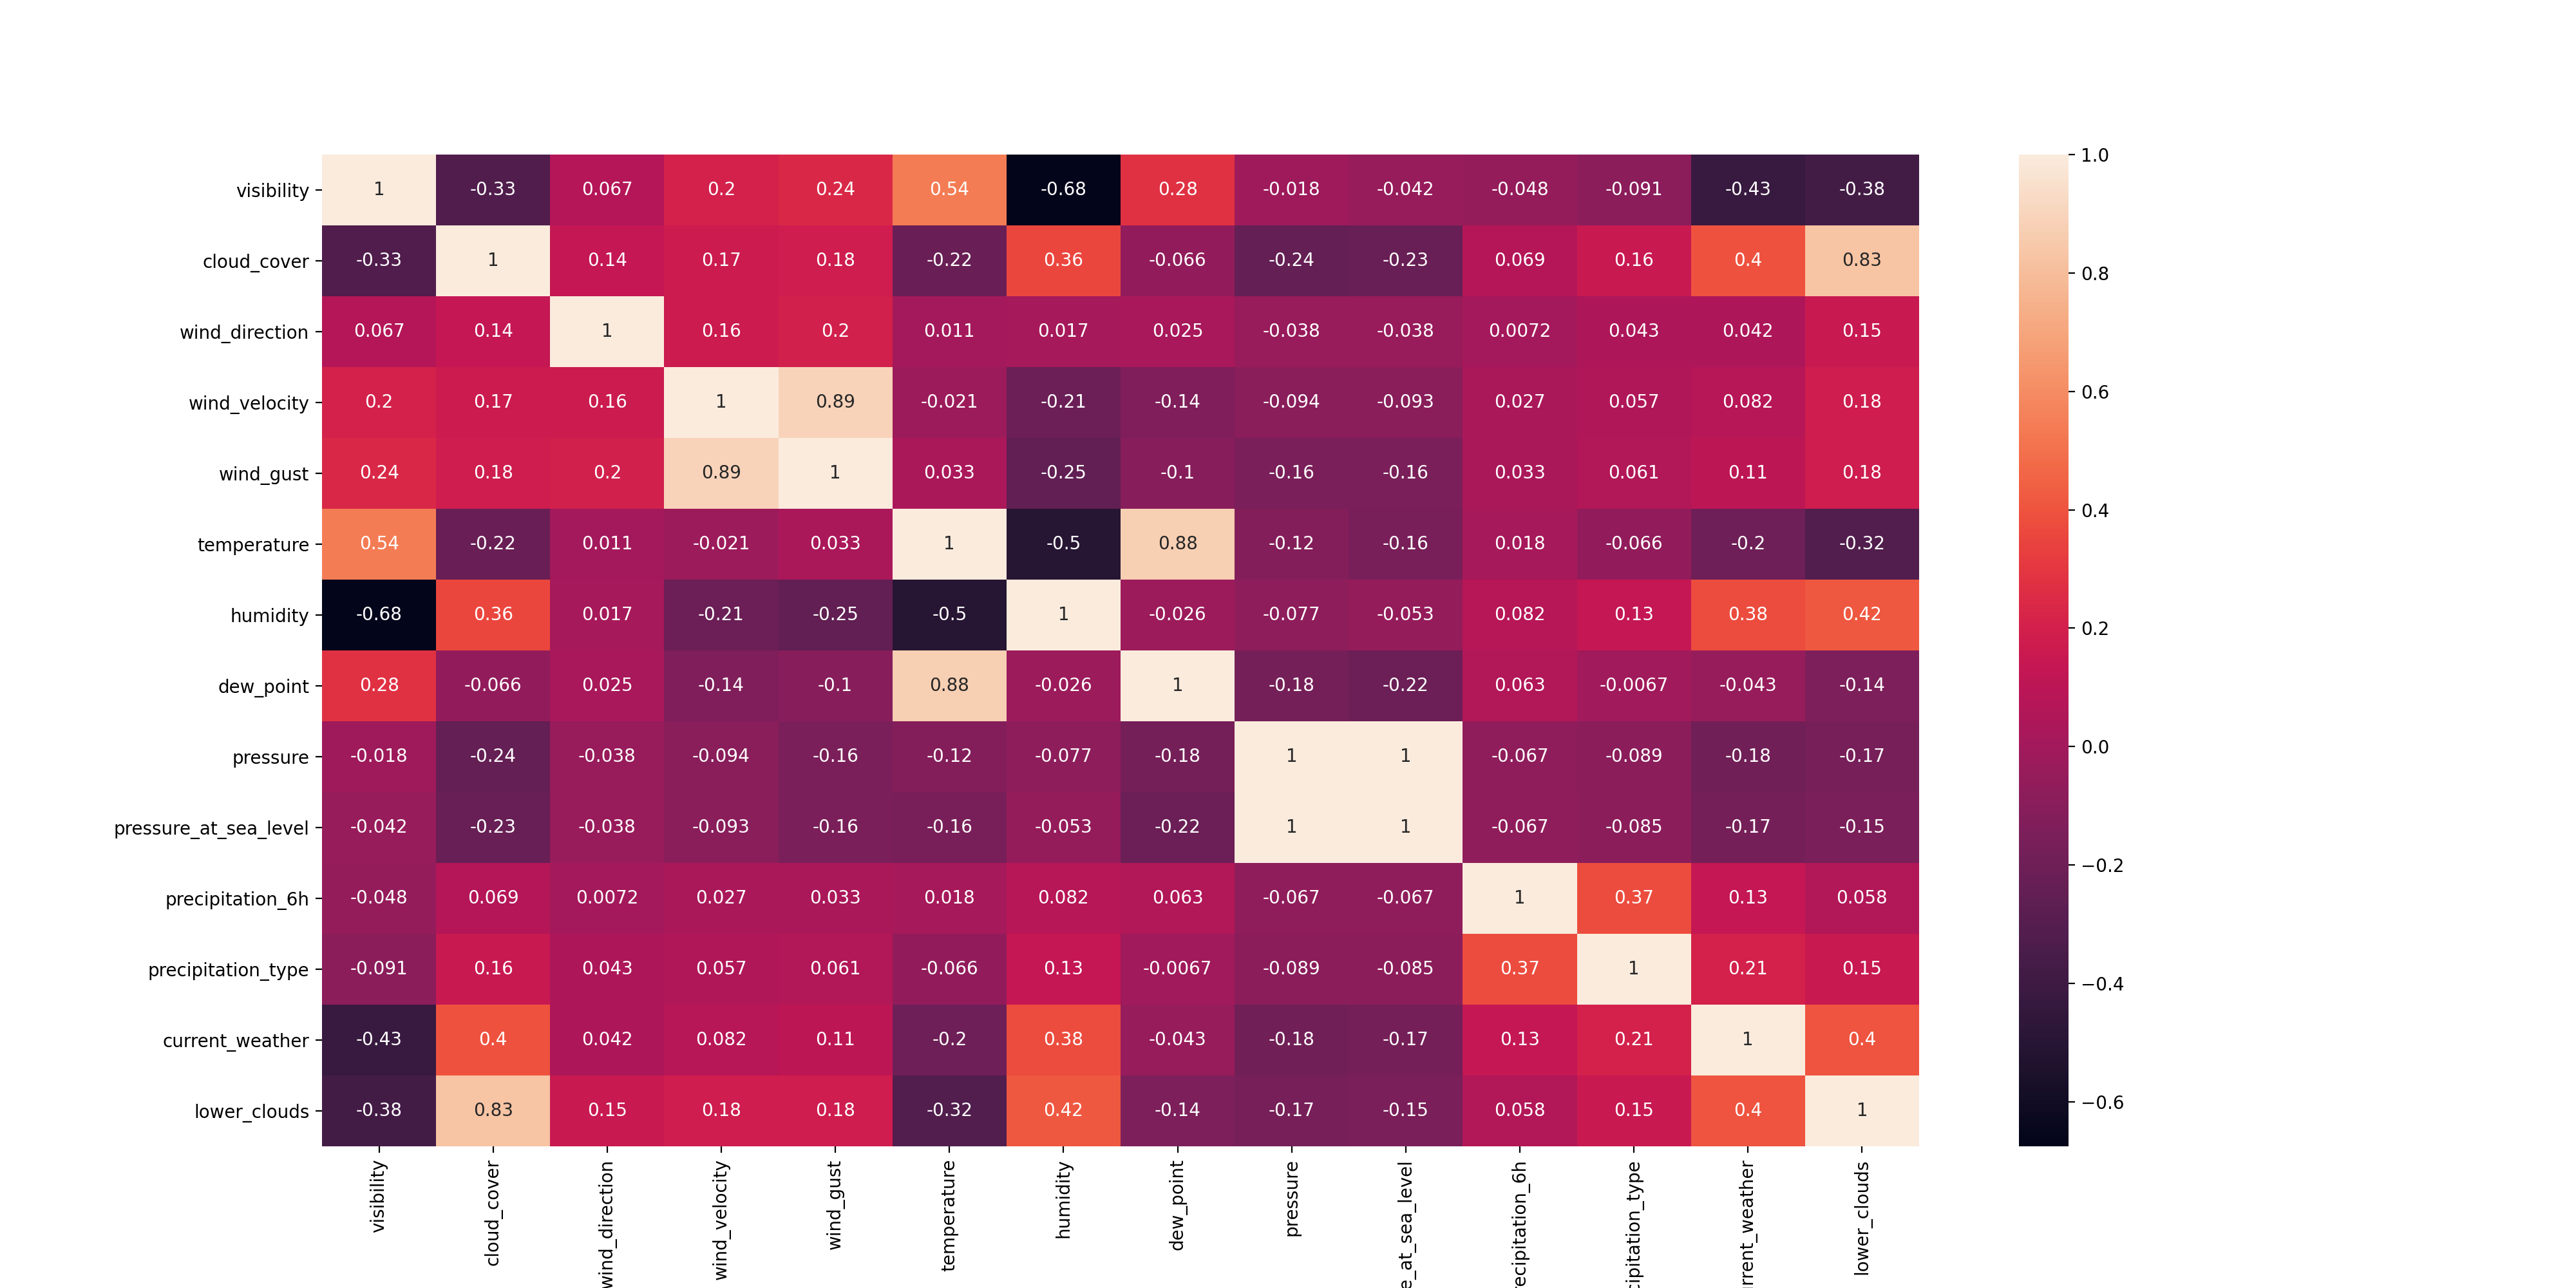 visibility 1 -0.33 0.067 0.2 0.24 0.54 -0.68 0.28 -0.018 -0.042 -0.048 -0.091 -0.43 -0.38
cloud_cover -0.33 1 0.14 0.17 0.18 -0.22 0.36 -0.066 -0.24 -0.23 0.069 0.16 0.4 0.83
wind_direction 0.067 0.14 1 0.16 0.2 0.011 0.017 0.025 -0.038 -0.038 0.0072 0.043 0.042 0.15
wind_velocity 0.2 0.17 0.16 1 0.89 -0.021 -0.21 -0.14 -0.094 -0.093 0.027 0.057 0.082 0.18
wind_gust 0.24 0.18 0.2 0.89 1 0.033 -0.25 -0.1 -0.16 -0.16 0.033 0.061 0.11 0.18
temperature 0.54 -0.22 0.011 -0.021 0.033 1 -0.5 0.88 -0.12 -0.16 0.018 -0.066 -0.2 -0.32
humidity -0.68 0.36 0.017 -0.21 -0.25 -0.5 1 -0.026 -0.077 -0.053 0.082 0.13 0.38 0.42
dew_point 0.28 -0.066 0.025 -0.14 -0.1 0.88 -0.026 1 -0.18 -0.22 0.063 -0.0067 -0.043 -0.14
pressure -0.018 -0.24 -0.038 -0.094 -0.16 -0.12 -0.077 -0.18 1 1 -0.067 -0.089 -0.18 -0.17
pressure_at_sea_level -0.042 -0.23 -0.038 -0.093 -0.16 -0.16 -0.053 -0.22 1 1 -0.067 -0.085 -0.17 -0.15
precipitation_6h -0.048 0.069 0.0072 0.027 0.033 0.018 0.082 0.063 -0.067 -0.067 1 0.37 0.13 0.058
precipitation_type -0.091 0.16 0.043 0.057 0.061 -0.066 0.13 -0.0067 -0.089 -0.085 0.37 1 0.21 0.15
current_weather -0.43 0.4 0.042 0.082 0.11 -0.2 0.38 -0.043 -0.18 -0.17 0.13 0.21 1 0.4
lower_clouds -0.38 0.83 0.15 0.18 0.18 -0.32 0.42 -0.14 -0.17 -0.15 0.058 0.15 0.4 1
visibility
cloud_cover
wind_direction
wind_velocity
wind_gust
temperature
humidity
dew_point
pressure
e_at_sea_level
recipitation_6h
ipitation_type
rrent_weather
lower_clouds
1.0
0.8
0.6
0.4
0.2
0.0
−0.2
−0.4
−0.6